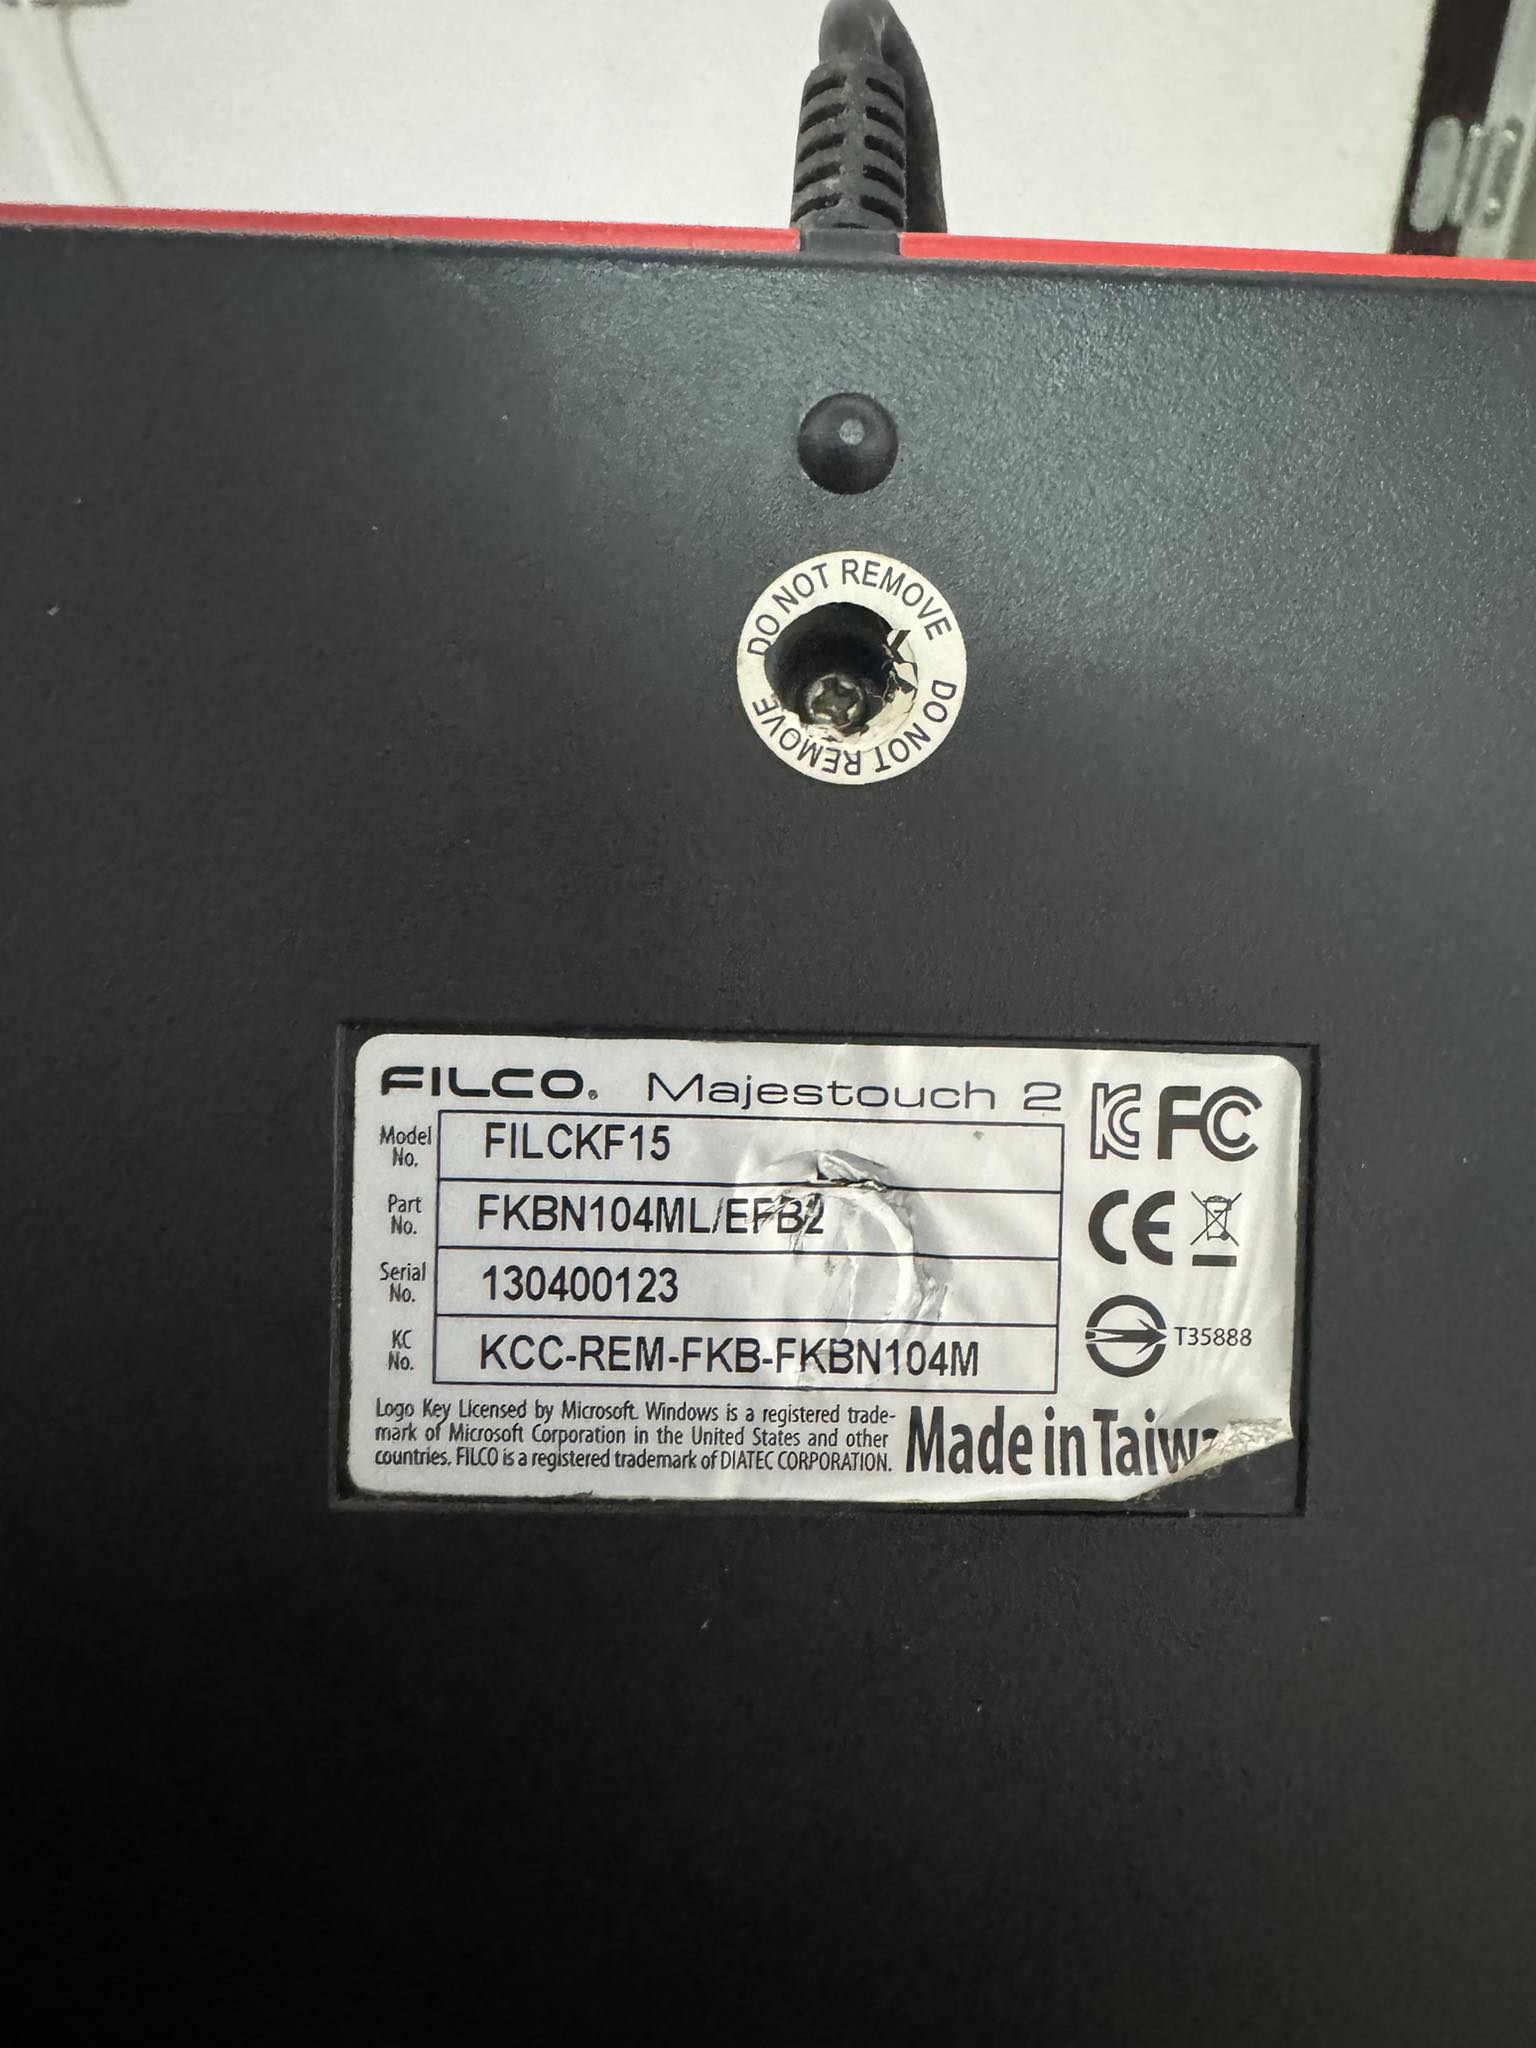 DO NOT REMOVE
DO NOT REMOVE
FILCO® Majestouch 2
Model No. FILCKF15
Part No. FKBN104ML/EFB2
Serial No. 130400123
KC No. KCC-REM-FKB-FKBN104M
KC FC
CE
T35888
Logo Key Licensed by Microsoft. Windows is a registered trade-
mark of Microsoft Corporation in the United States and other
countries. FILCO is a registered trademark of DIATEC CORPORATION.
Made in Taiw